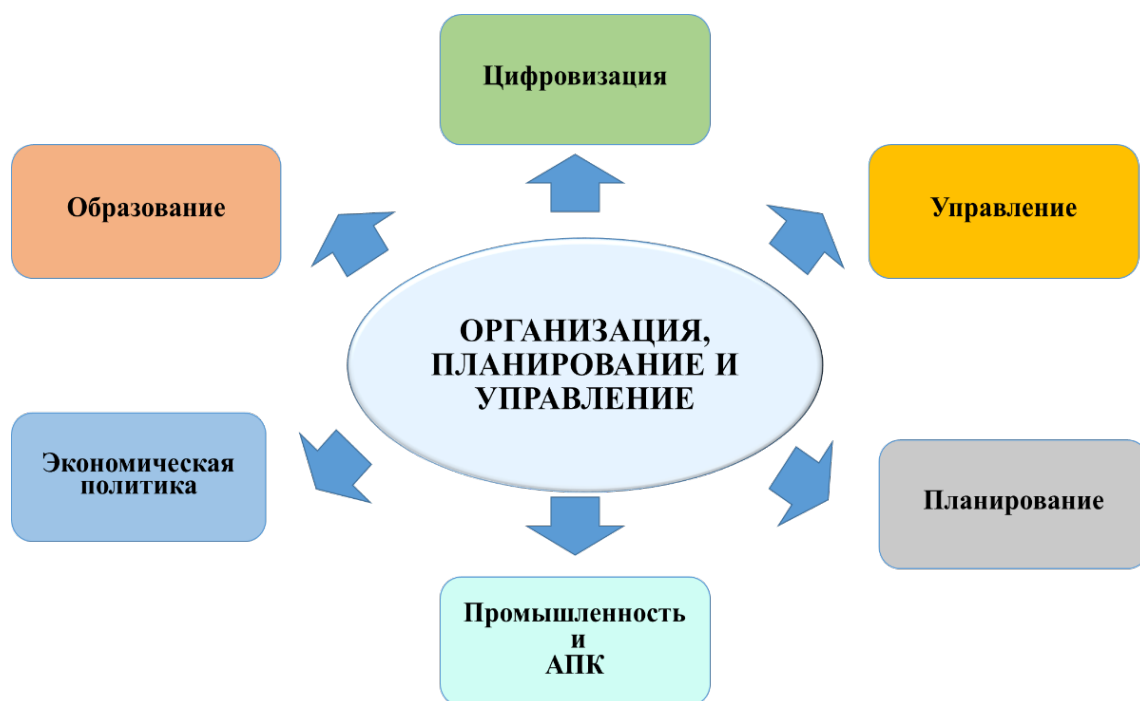 Цифровизация
Образование
Управление
ОРГАНИЗАЦИЯ,
ПЛАНИРОВАНИЕ И
УПРАВЛЕНИЕ
Экономическая
политика
Планирование
Промышленность
и
АПК